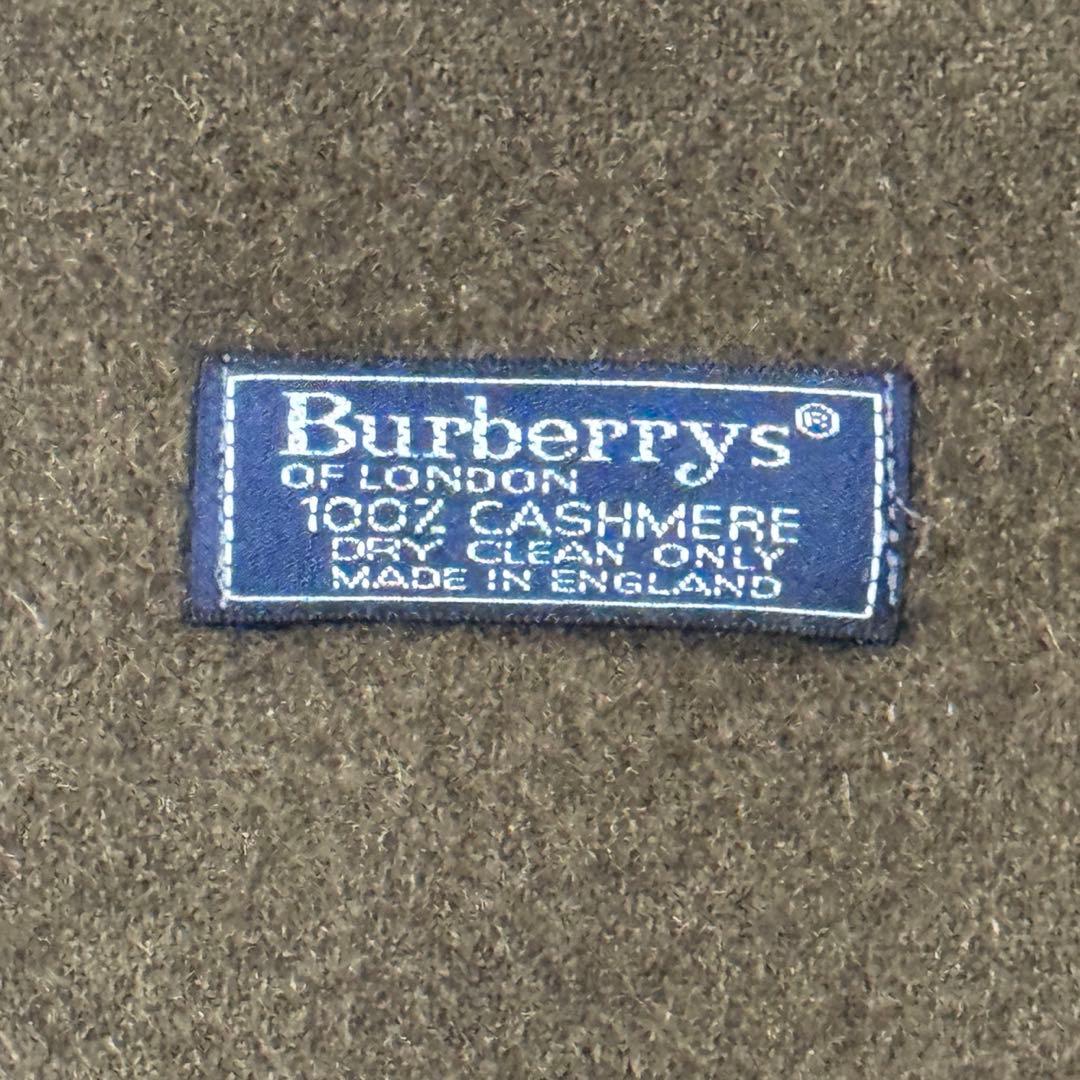 Burberrys®
OF LONDON
100% CASHMERE
DRY CLEAN ONLY
MADE IN ENGLAND